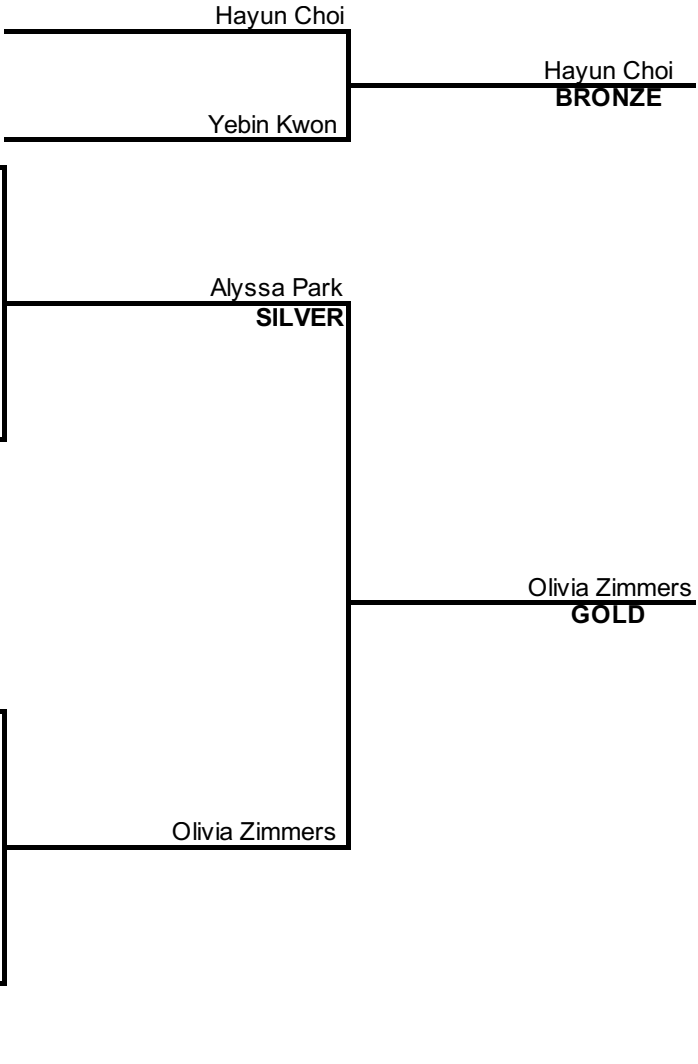 Hayun Choi
Hayun Choi
BRONZE
Yebin Kwon
Alyssa Park
SILVER
Olivia Zimmers
GOLD
Olivia Zimmers